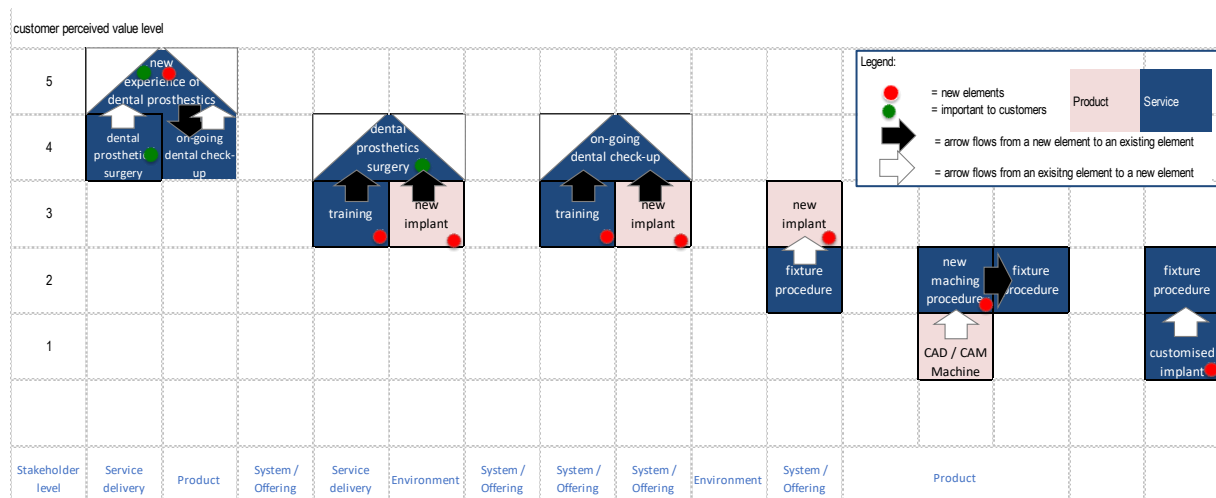 customer perceived value level
5
new
experience of
dental prosthestics
4
dental
prosthetics
surgery
on-going
dental check-
up
dental
prosthetics
surgery
on-going
dental check-up
3
training
new
implant
training
new
implant
new
implant
2
fixture
procedure
new
maching
procedure
fixture
procedure
fixture
procedure
1
CAD / CAM
Machine
customised
implant
Legend:
= new elements
= important to customers
= arrow flows from a new element to an existing element
= arrow flows from an exisiting element to a new element
Product
Service
Stakeholder
level
Service
delivery
Product
System /
Offering
Service
delivery
Environment
System /
Offering
System /
Offering
System /
Offering
Environment
System /
Offering
Product